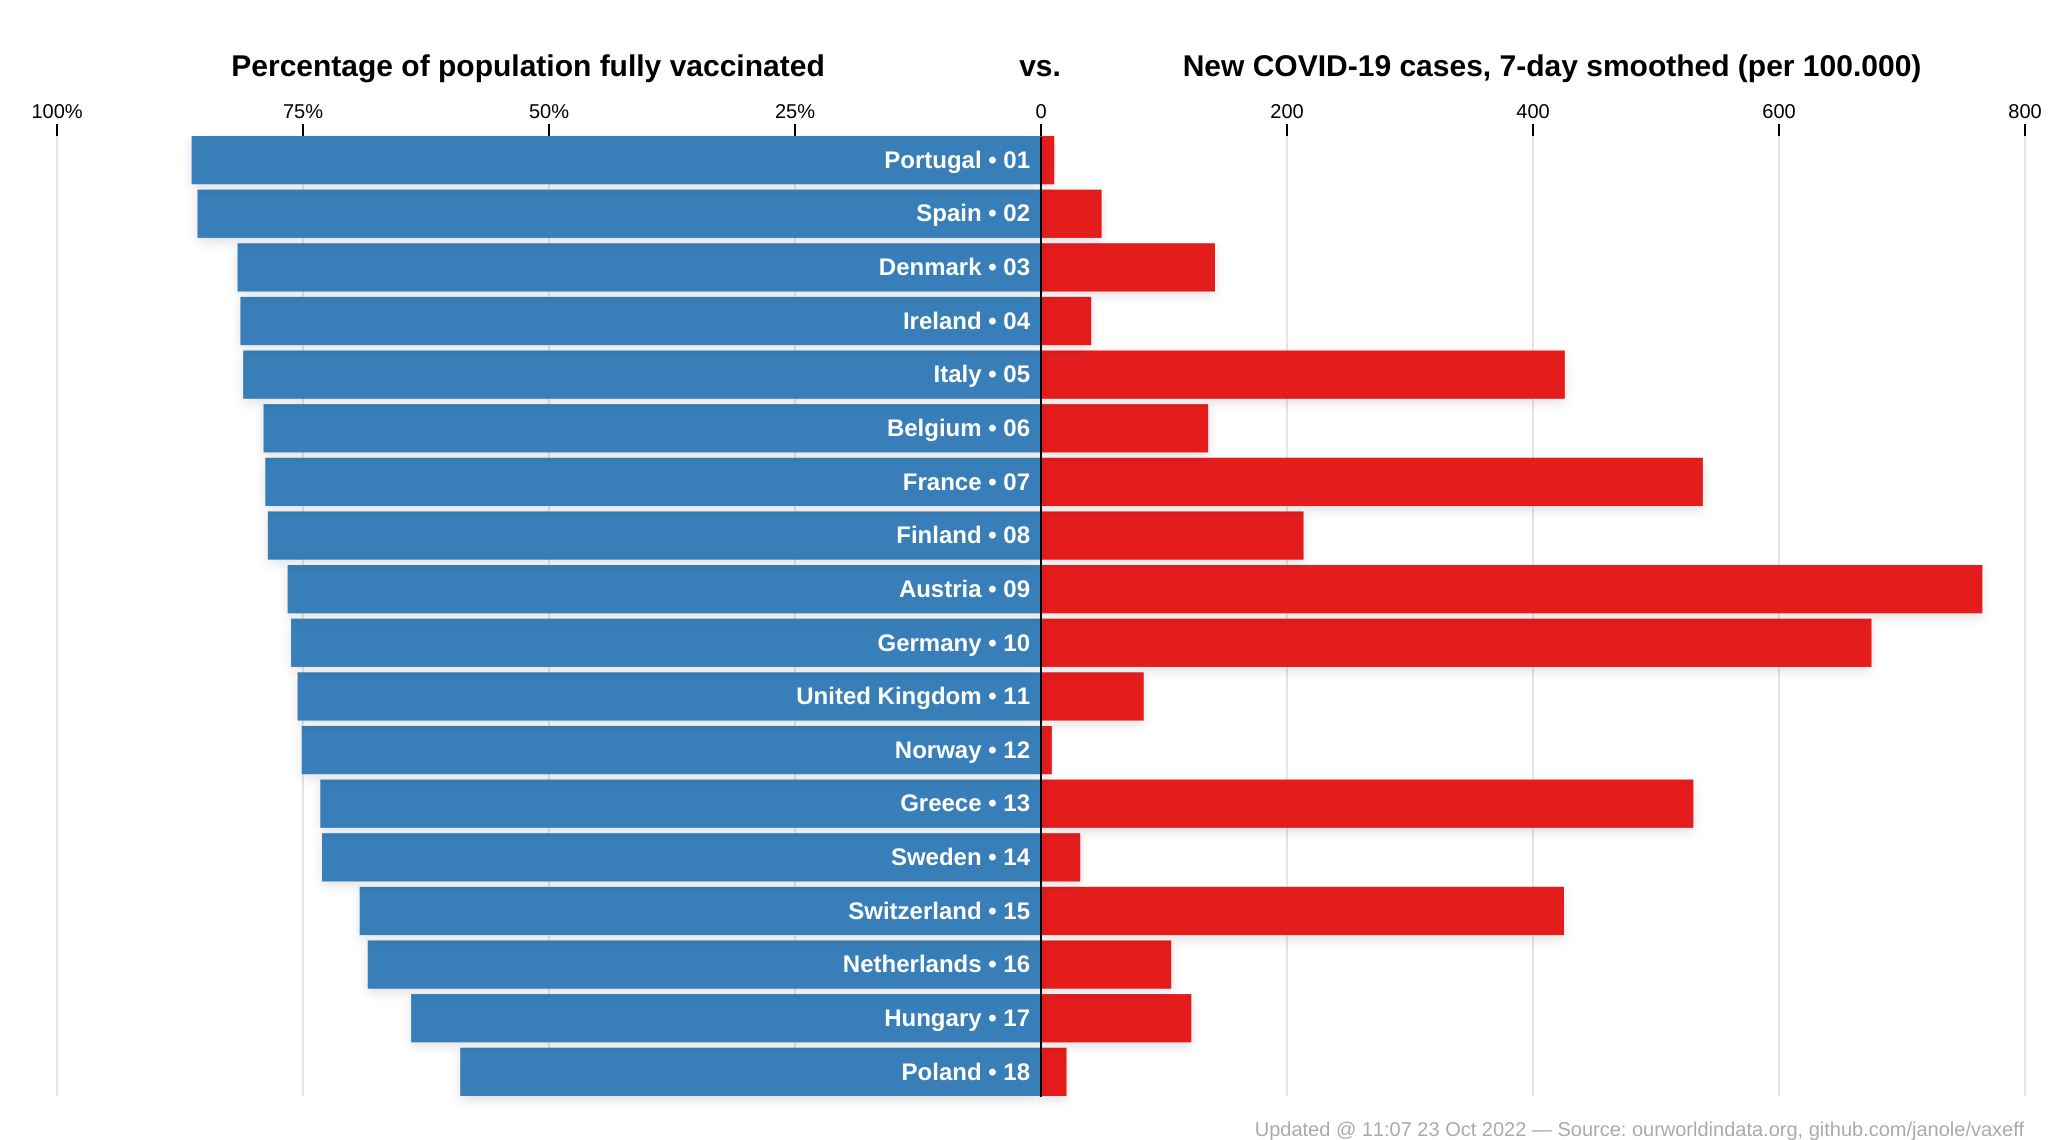 Percentage of population fully vaccinated vs. New COVID-19 cases, 7-day smoothed (per 100.000)
100% 75% 50% 25% 0 200 400 600 800
Portugal • 01
Spain • 02
Denmark • 03
Ireland • 04
Italy • 05
Belgium • 06
France • 07
Finland • 08
Austria • 09
Germany • 10
United Kingdom • 11
Norway • 12
Greece • 13
Sweden • 14
Switzerland • 15
Netherlands • 16
Hungary • 17
Poland • 18
Updated @ 11:07 23 Oct 2022 — Source: ourworldindata.org, github.com/janole/vaxeff